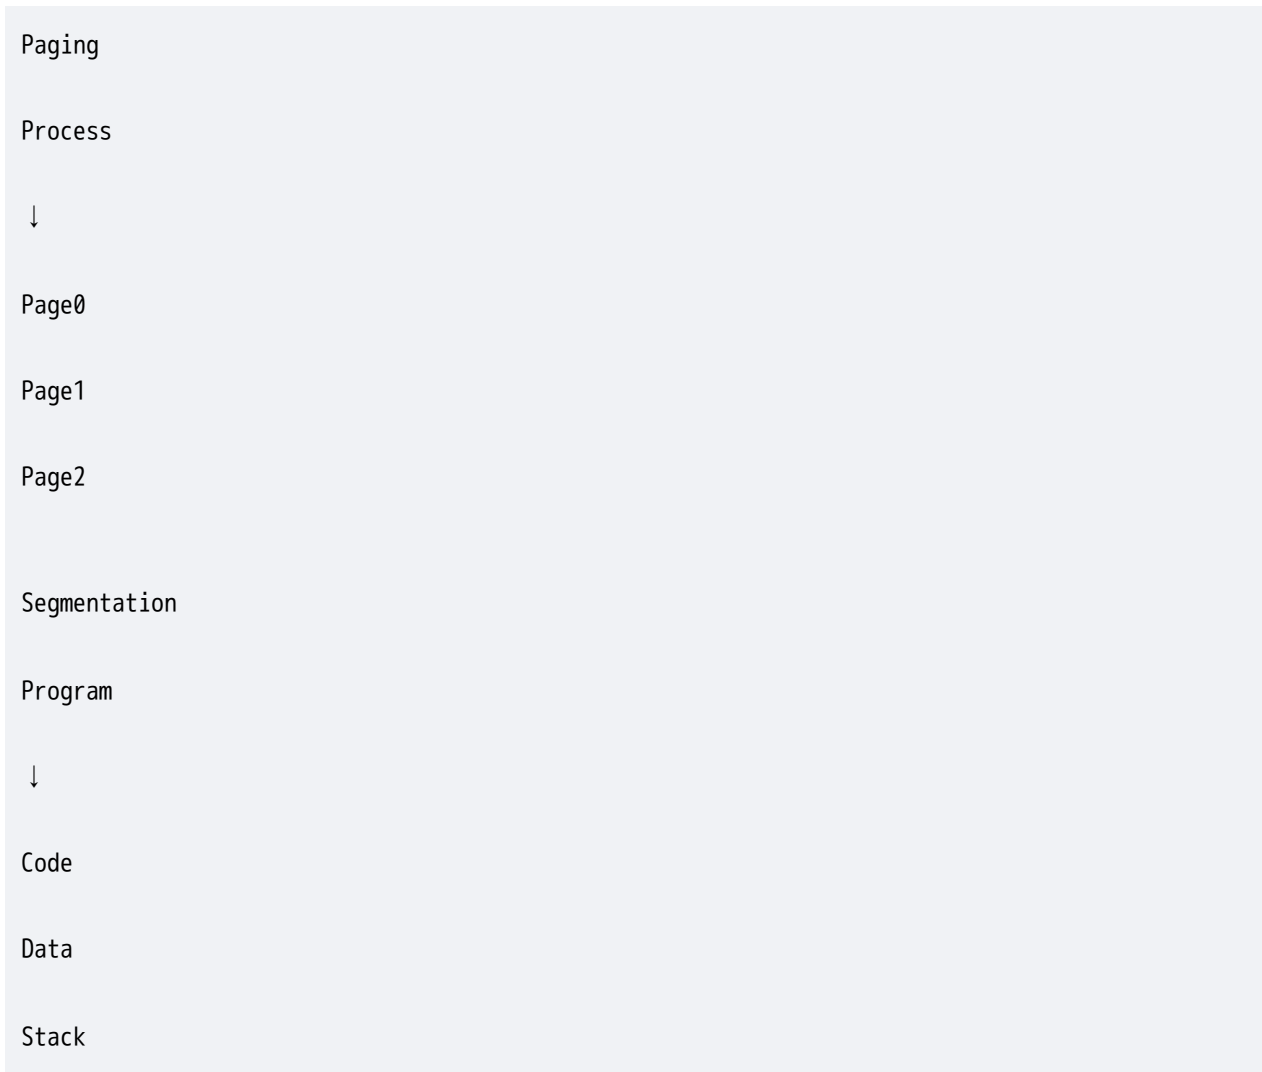 Paging
Process
↓
Page0
Page1
Page2
Segmentation
Program
↓
Code
Data
Stack